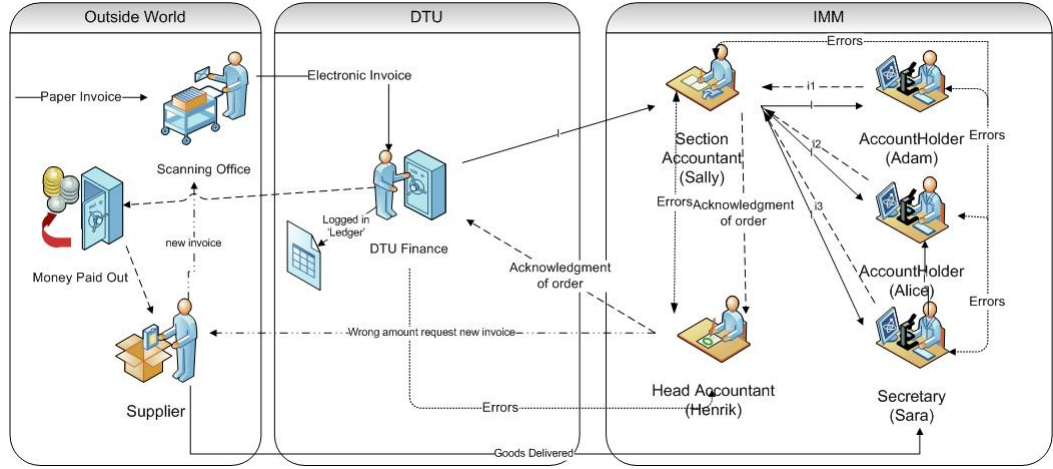 Outside World
DTU
IMM
Errors
Electronic Invoice
Paper Invoice
i1
i
Section
Accountant
(Sally)
AccountHolder
(Adam)
Errors
i
i2
i
Scanning Office
Errors
Acknowledgment
of order
i3
i
Logged in
'Ledger'
DTU Finance
new invoice
Money Paid Out
Acknowledgment
of order
AccountHolder
(Alice)
Errors
Wrong amount request new invoice
Supplier
Errors
Head Accountant
(Henrik)
Secretary
(Sara)
Goods Delivered